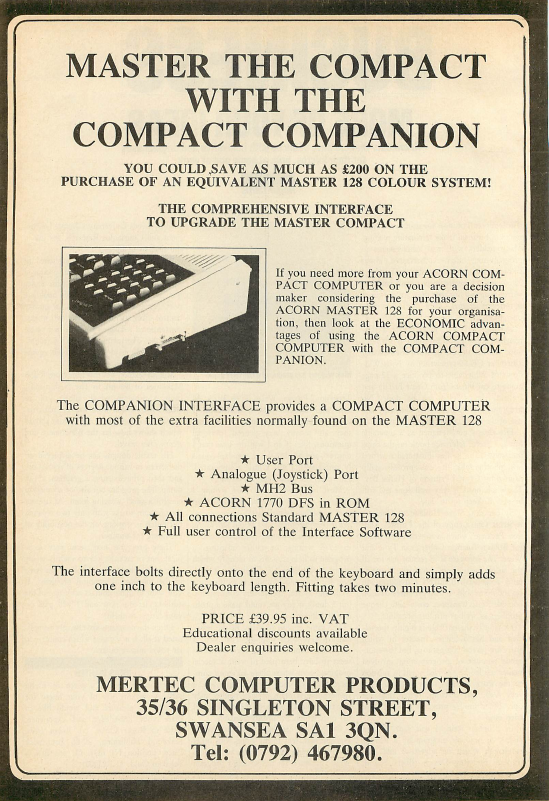 MASTER THE COMPACT
WITH THE
COMPACT COMPANION
YOU COULD SAVE AS MUCH AS £200 ON THE
PURCHASE OF AN EQUIVALENT MASTER 128 COLOUR SYSTEM!
THE COMPREHENSIVE INTERFACE
TO UPGRADE THE MASTER COMPACT
If you need more from your ACORN COM-
PACT COMPUTER or you are a decision
maker considering the purchase of the
ACORN MASTER 128 for your organisa-
tion, then look at the ECONOMIC advan-
tages of using the ACORN COMPACT
COMPUTER with the COMPACT COM-
PANION.
The COMPANION INTERFACE provides a COMPACT COMPUTER
with most of the extra facilities normally found on the MASTER 128
★ User Port
★ Analogue (Joystick) Port
★ MH2 Bus
★ ACORN 1770 DFS in ROM
★ All connections Standard MASTER 128
★ Full user control of the Interface Software
The interface bolts directly onto the end of the keyboard and simply adds
one inch to the keyboard length. Fitting takes two minutes.
PRICE £39.95 inc. VAT
Educational discounts available
Dealer enquiries welcome.
MERTEC COMPUTER PRODUCTS,
35/36 SINGLETON STREET,
SWANSEA SA1 3QN.
Tel: (0792) 467980.